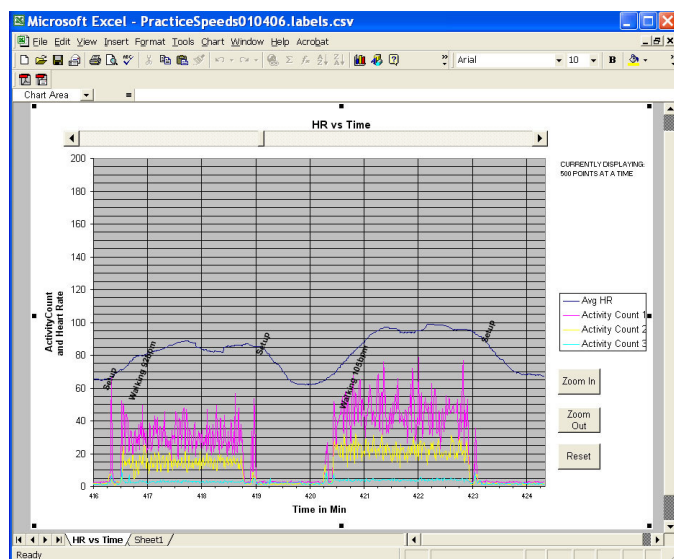 Microsoft Excel - PracticeSpeeds010406.labels.csv
File Edit View Insert Format Tools Chart Window Help Acrobat
Arial 10 B
Chart Area =
HR vs Time
CURRENTLY DISPLAYING:
500 POINTS AT A TIME
200
180
160
140
120
100
80
60
40
20
0
ActivityCount
and Heart Rate
Setup
Walking 92bpm
Setup
Walking 105bpm
Setup
416 417 418 419 420 421 422 423 424
Time in Min
Avg HR
Activity Count 1
Activity Count 2
Activity Count 3
Zoom In
Zoom
Out
Reset
HR vs Time Sheet1
Ready